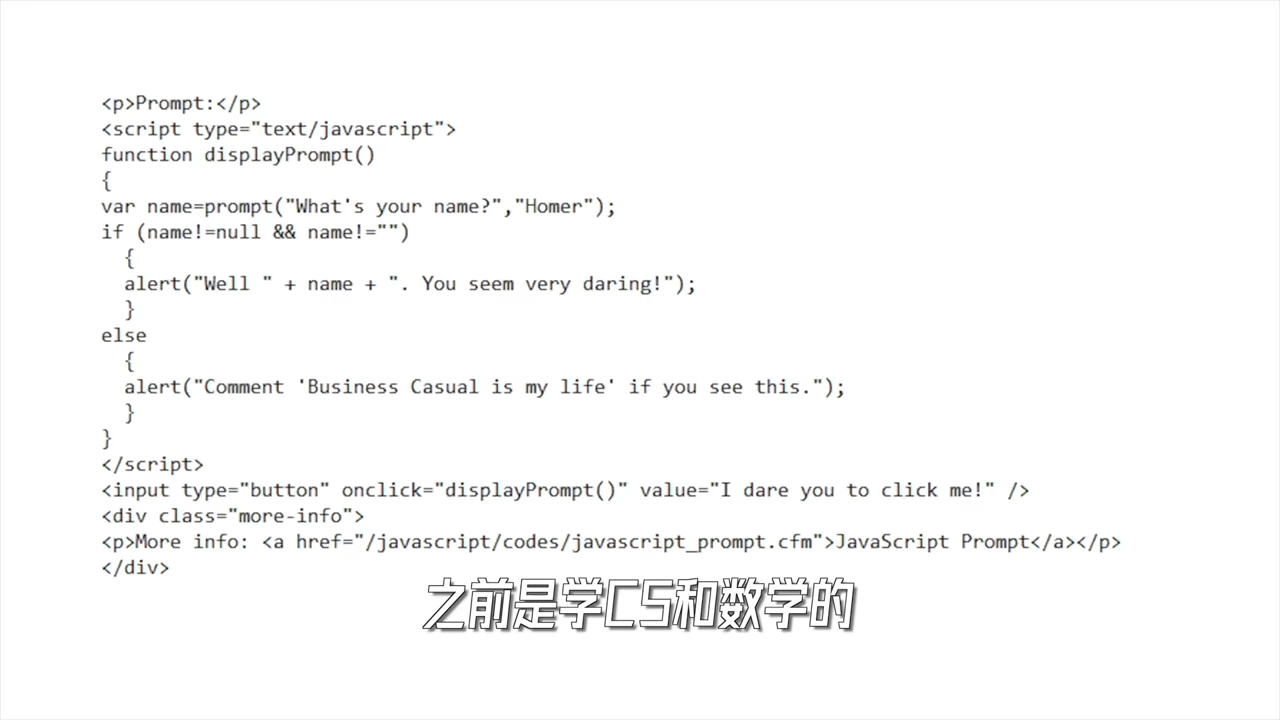 <p>Prompt:</p>
<script type="text/javascript">
function displayPrompt()
{
var name=prompt("What's your name?","Homer");
if (name!=null && name!="")
  {
  alert("Well " + name + ". You seem very daring!");
  }
else
  {
  alert("Comment 'Business Casual is my life' if you see this.");
  }
}
</script>
<input type="button" onclick="displayPrompt()" value="I dare you to click me!" />
<div class="more-info">
<p>More info: <a href="/javascript/codes/javascript_prompt.cfm">JavaScript Prompt</a></p>
</div>
之前是学CS和数学的